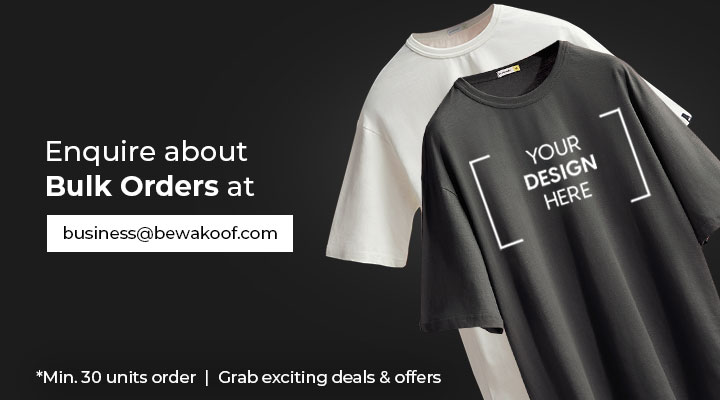 Enquire about
Bulk Orders at
business@bewakoof.com
YOUR
DESIGN
HERE
*Min. 30 units order | Grab exciting deals & offers